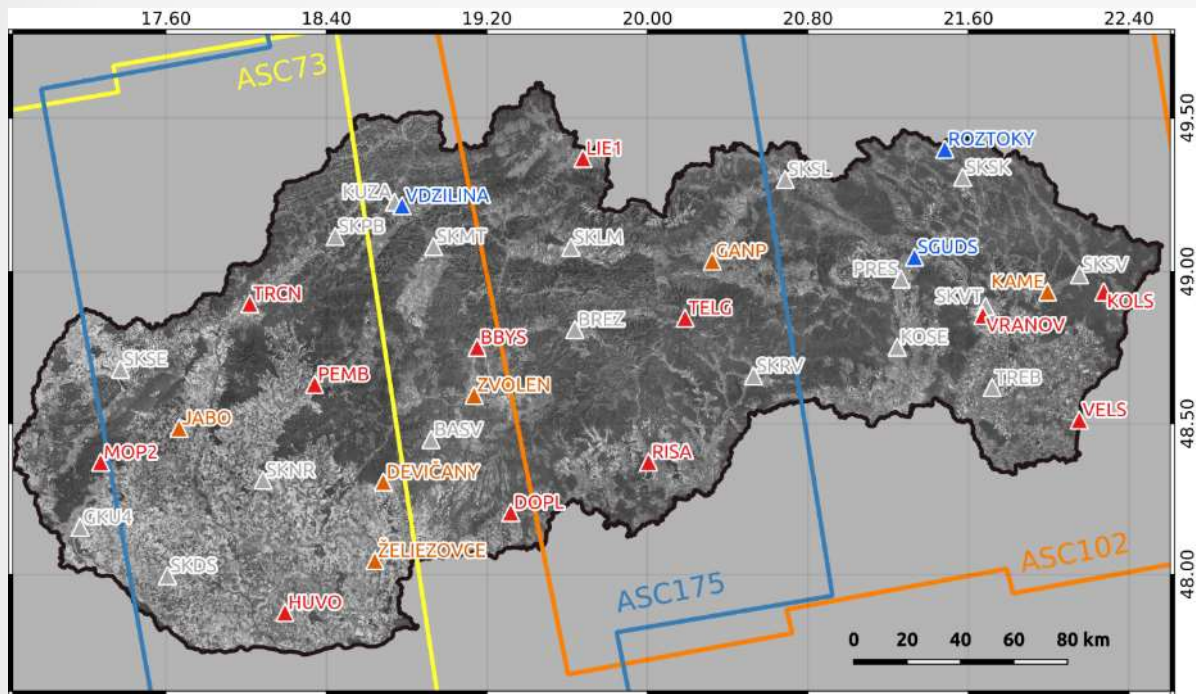 17.60 18.40 19.20 20.00 20.80 21.60 22.40
ASC73
49.50
LIE1
ROZTOKY
SKSL
SKSK
KUZA
VDZILINA
SKPB
SKMT
SKLM
GANP
SGUDS
49.00
PRES
SKSV
KAME
TRCN
SKVT
KOLS
TELG
VRANOV
BREZ
BBYS
KOSE
SKSE
PEMB
SKRV
ZVOLEN
TREB
48.50
JABO
VELS
BASV
MOP2
RISA
SKNR
DEVIČANY
DOPL
GKU4
ŽELIEZOVCE
ASC102
48.00
SKDS
ASC175
HUVO
0 20 40 60 80 km